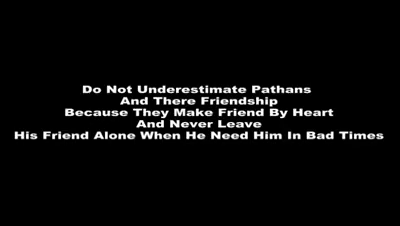 Do Not Underestimate Pathans
And There Friendship
Because They Make Friend By Heart
And Never Leave
His Friend Alone When He Need Him In Bad Times